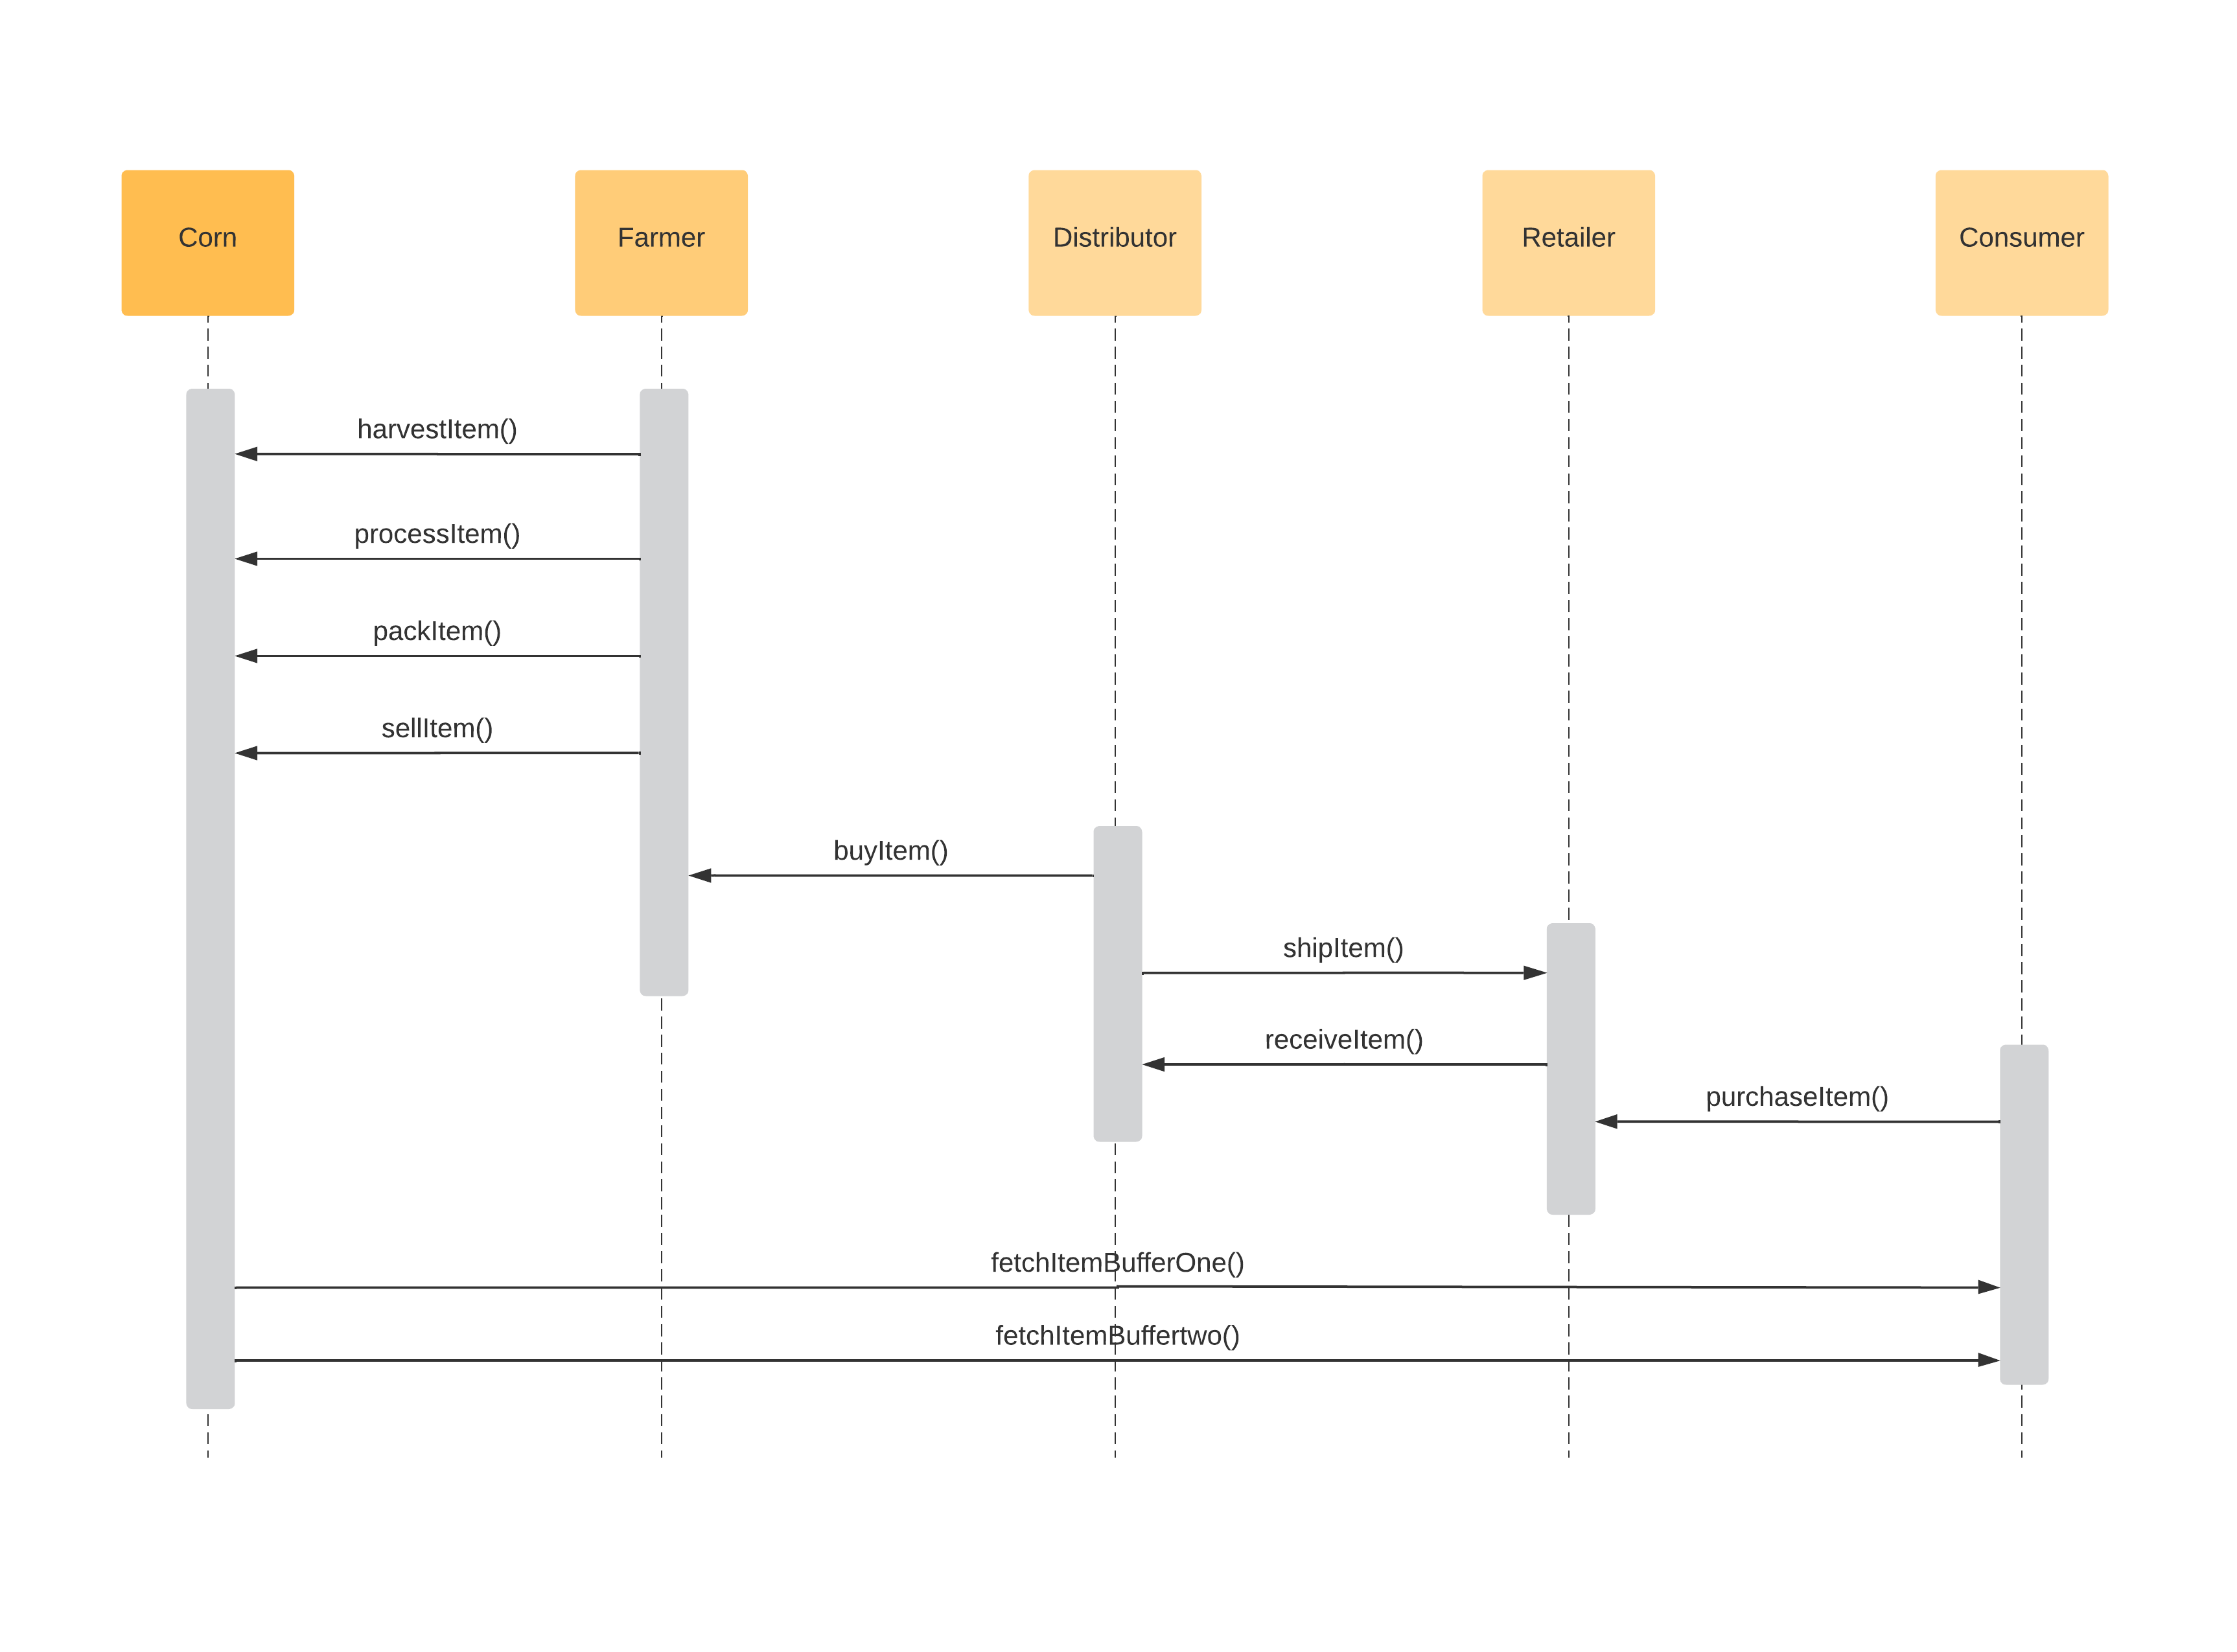 Corn
Farmer
Distributor
Retailer
Consumer
harvestItem()
processItem()
packItem()
sellItem()
buyItem()
shipItem()
receiveItem()
purchaseItem()
fetchItemBufferOne()
fetchItemBuffertwo()